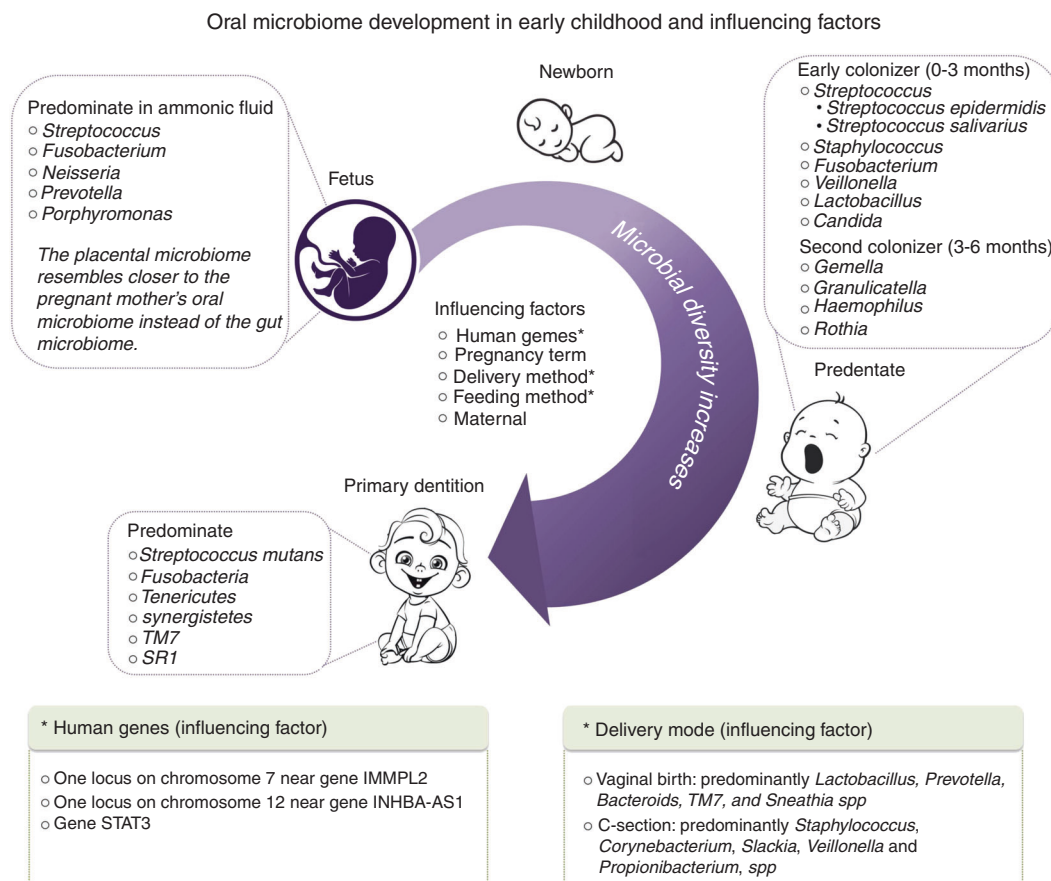 Oral microbiome development in early childhood and influencing factors
Predominate in ammonic fluid
○ Streptococcus
○ Fusobacterium
○ Neisseria
○ Prevotella
○ Porphyromonas
The placental microbiome
resembles closer to the
pregnant mother's oral
microbiome instead of the gut
microbiome.
Fetus
Newborn
Early colonizer (0-3 months)
○ Streptococcus
• Streptococcus epidermidis
• Streptococcus salivarius
○ Staphylococcus
○ Fusobacterium
○ Veillonella
○ Lactobacillus
○ Candida
Second colonizer (3-6 months)
○ Gemella
○ Granulicatella
○ Haemophilus
○ Rothia
Predentate
Microbial diversity increases
Influencing factors
○ Human gemes*
○ Pregnancy term
○ Delivery method*
○ Feeding method*
○ Maternal
Primary dentition
Predominate
○ Streptococcus mutans
○ Fusobacteria
○ Tenericutes
○ synergistetes
○ TM7
○ SR1
* Human genes (influencing factor)
○ One locus on chromosome 7 near gene IMMPL2
○ One locus on chromosome 12 near gene INHBA-AS1
○ Gene STAT3
* Delivery mode (influencing factor)
○ Vaginal birth: predominantly Lactobacillus, Prevotella,
Bacteroids, TM7, and Sneathia spp
○ C-section: predominantly Staphylococcus,
Corynebacterium, Slackia, Veillonella and
Propionibacterium, spp